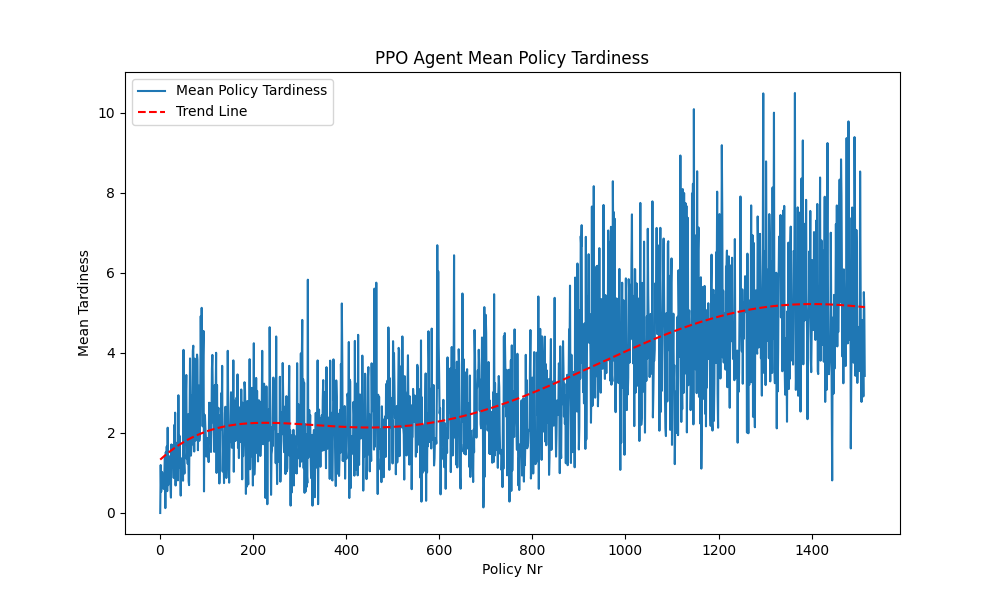 PPO Agent Mean Policy Tardiness
Mean Policy Tardiness
Trend Line
10
8
6
4
2
0
Mean Tardiness
0 200 400 600 800 1000 1200 1400
Policy Nr